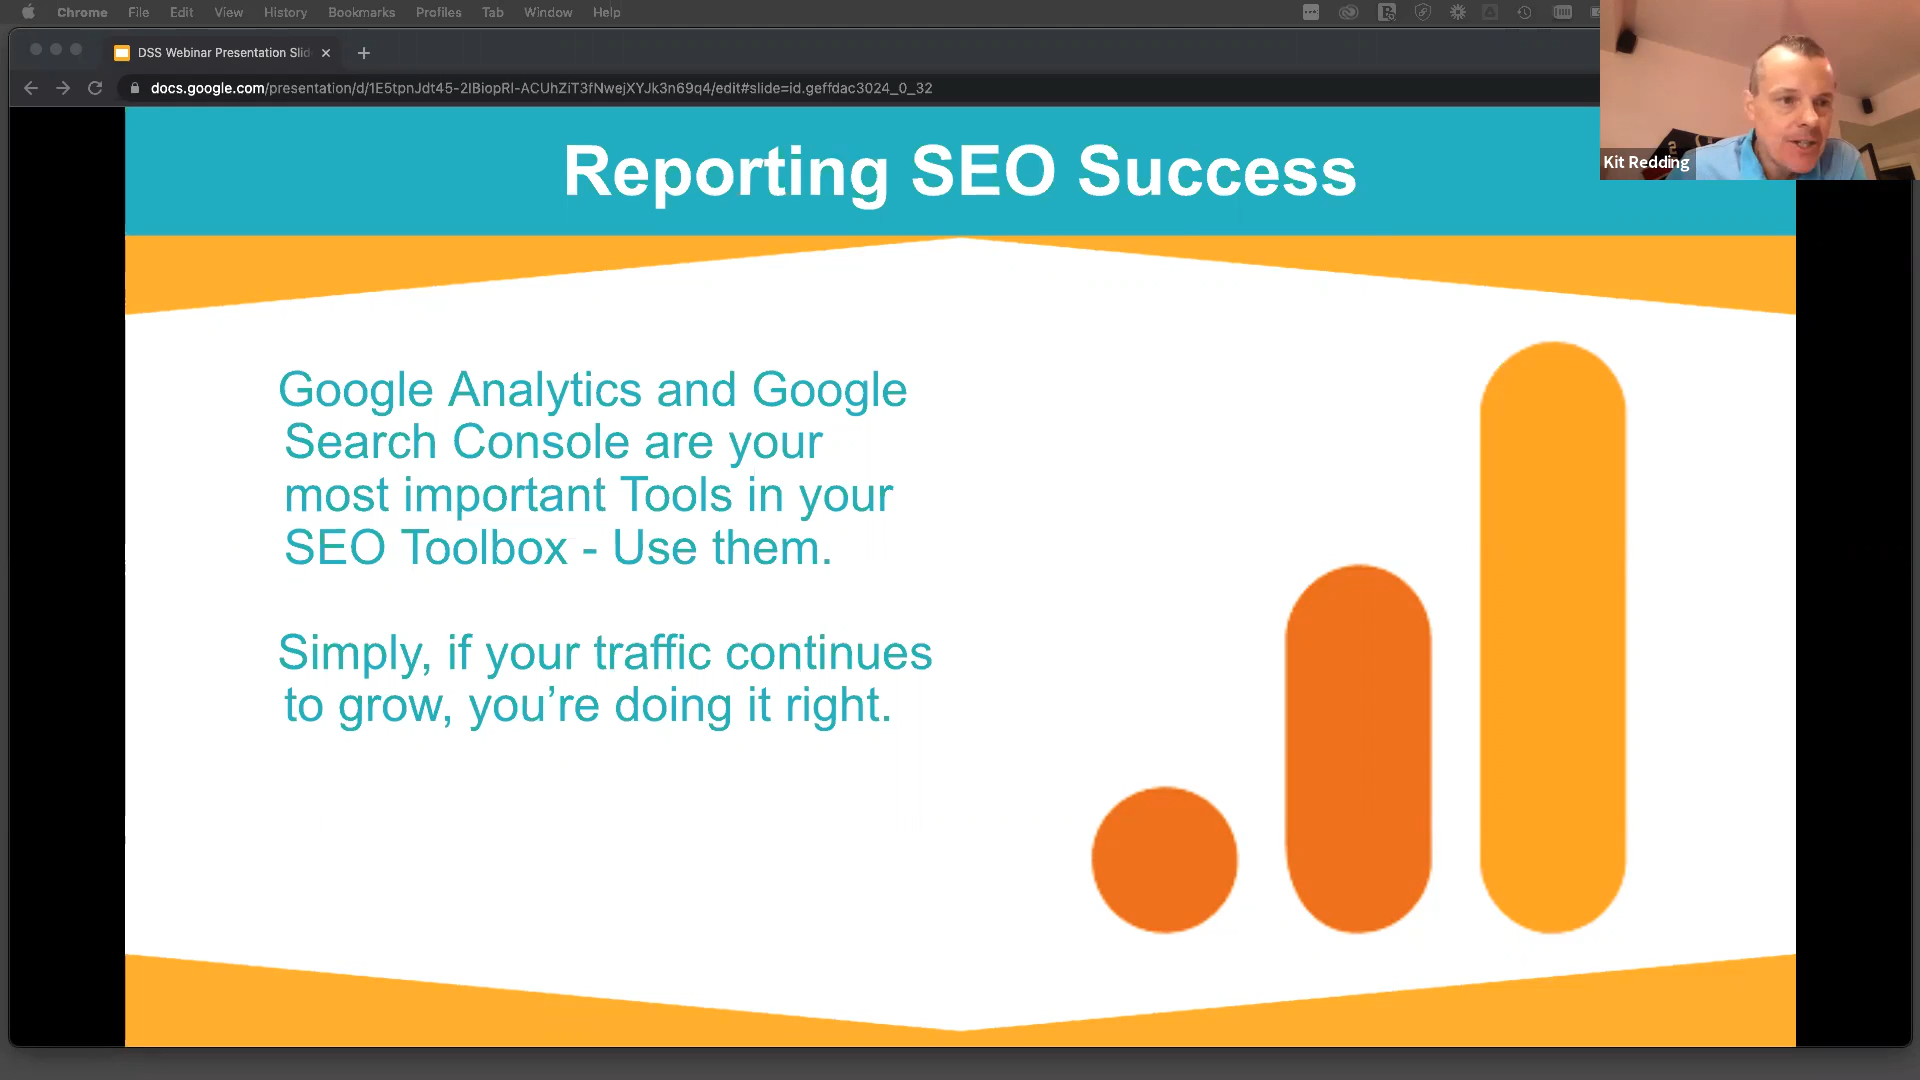 Chrome File Edit View History Bookmarks Profiles Tab Window Help
DSS Webinar Presentation Slid
docs.google.com/presentation/d/1E5tpnJdt45-2IBiopRI-ACUhZiT3fNwejXYJk3n69q4/edit#slide=id.geffdac3024_0_32
Kit Redding
Reporting SEO Success
Google Analytics and Google
Search Console are your
most important Tools in your
SEO Toolbox - Use them.
Simply, if your traffic continues
to grow, you’re doing it right.